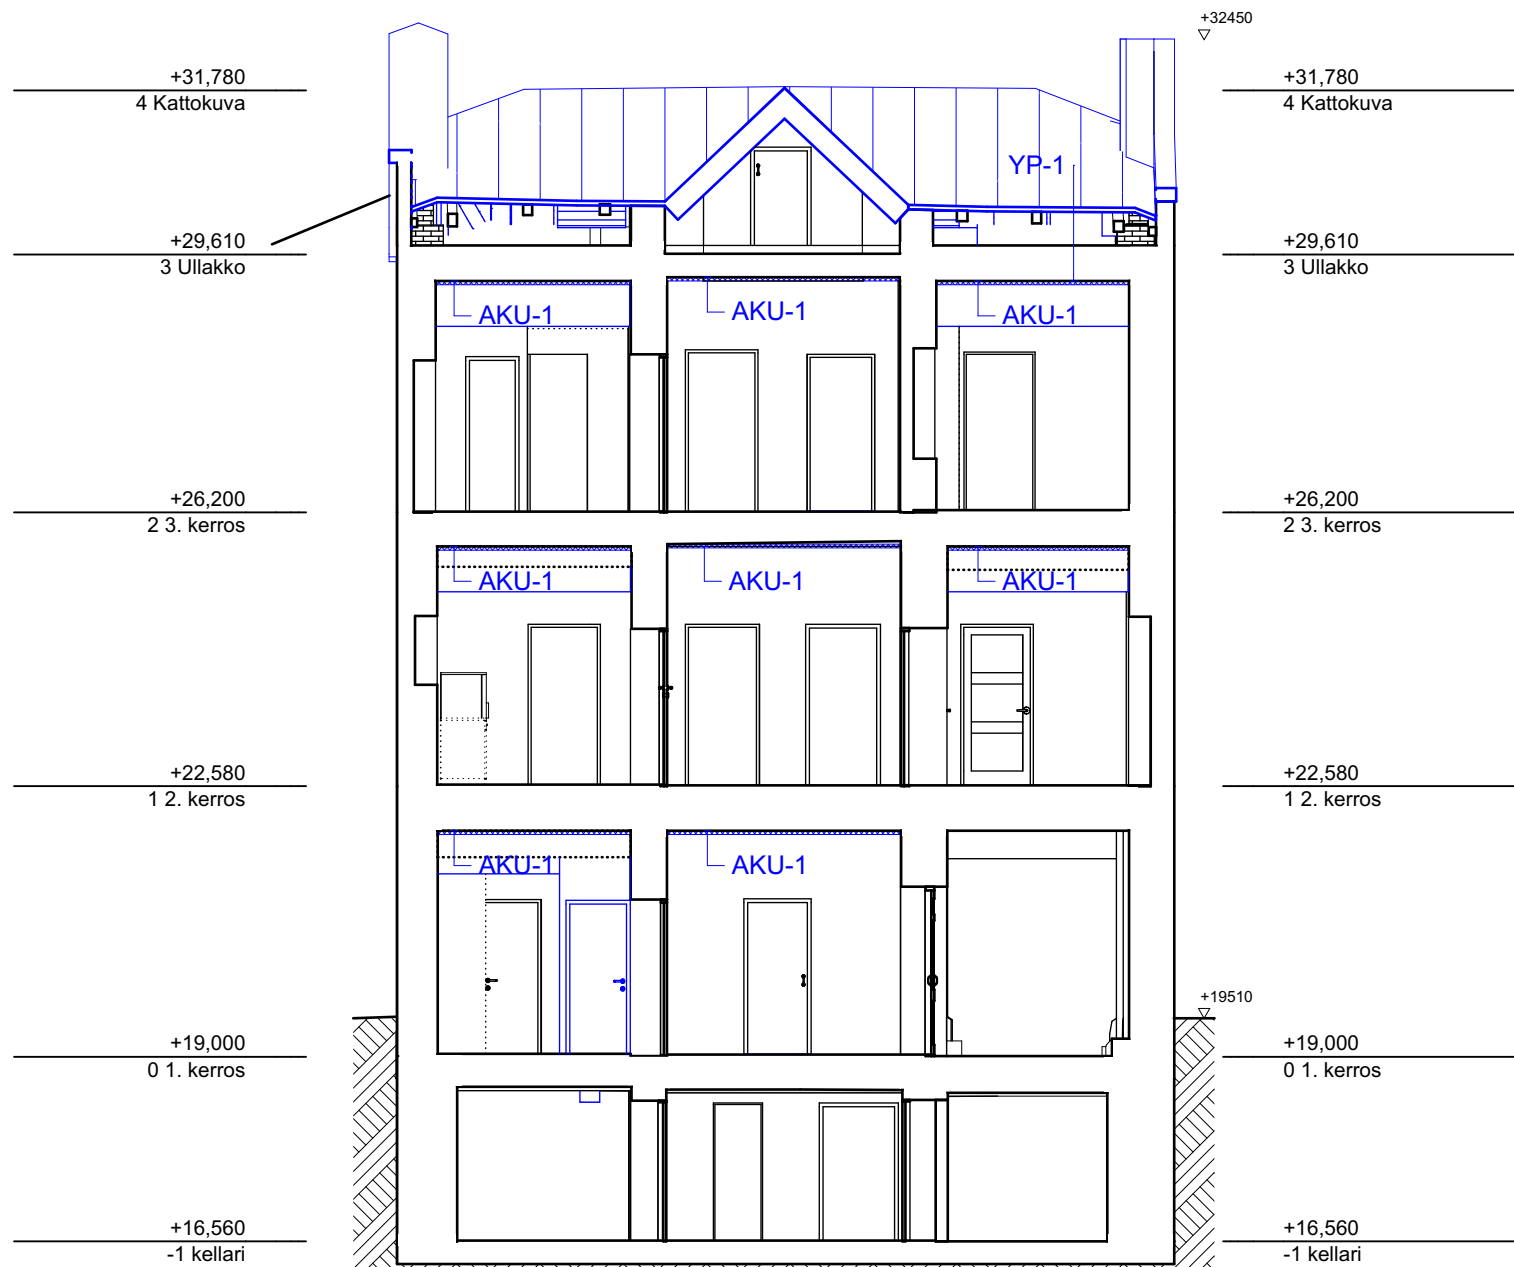 +32450
+31,780
4 Kattokuva
+31,780
4 Kattokuva
YP-1
+29,610
3 Ullakko
+29,610
3 Ullakko
AKU-1
AKU-1
AKU-1
+26,200
2 3. kerros
+26,200
2 3. kerros
AKU-1
AKU-1
AKU-1
+22,580
1 2. kerros
+22,580
1 2. kerros
AKU-1
AKU-1
+19510
+19,000
0 1. kerros
+19,000
0 1. kerros
+16,560
-1 kellari
+16,560
-1 kellari